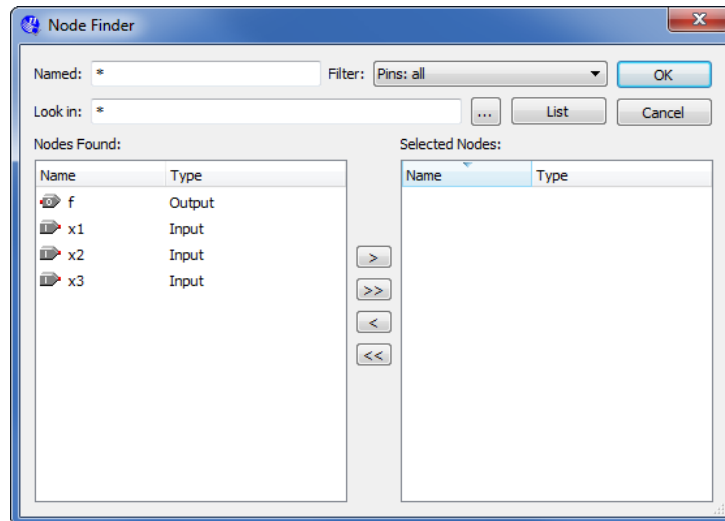 Node Finder
Named: * Filter: Pins: all OK
Look in: * ... List Cancel
Nodes Found: Selected Nodes:
Name Type Name Type
f Output
x1 Input
x2 Input
x3 Input
>
>>
<
<<